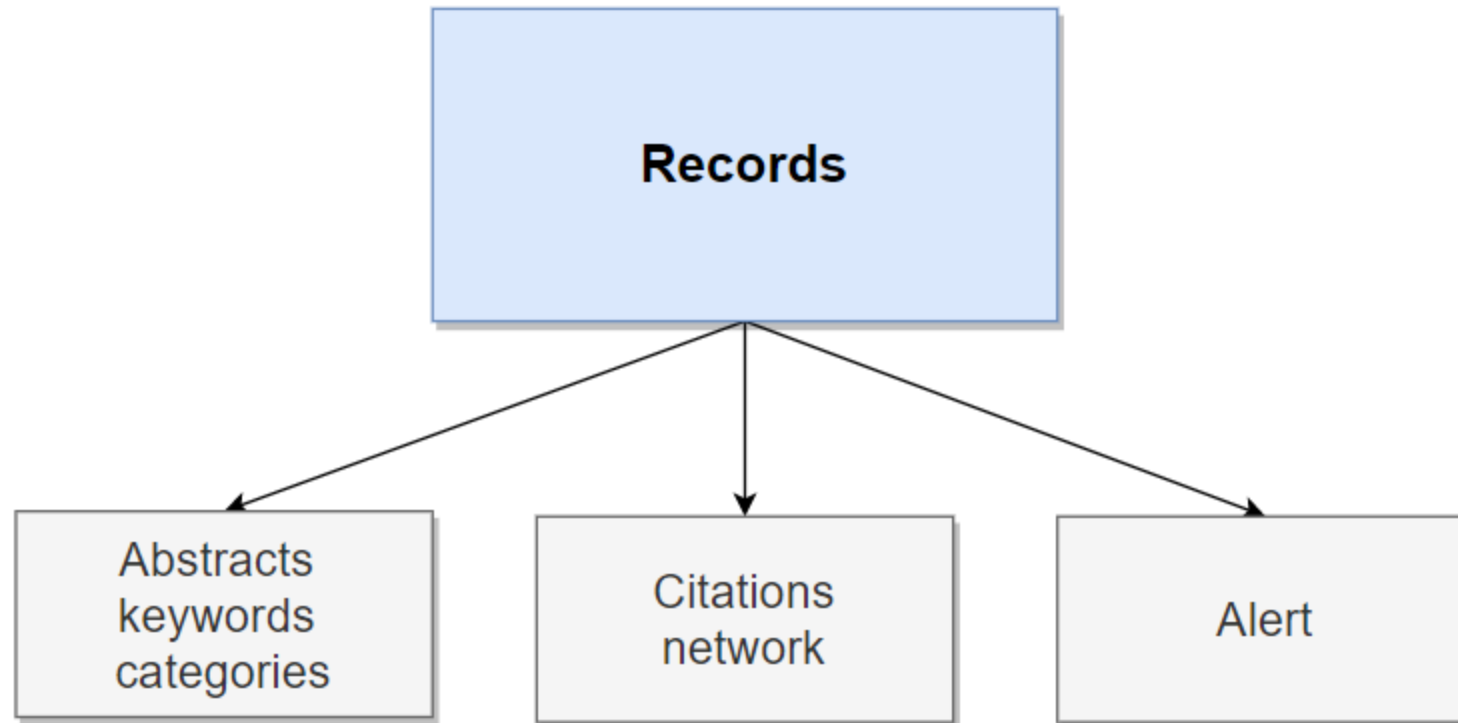 Records
Abstracts
keywords
categories
Citations
network
Alert